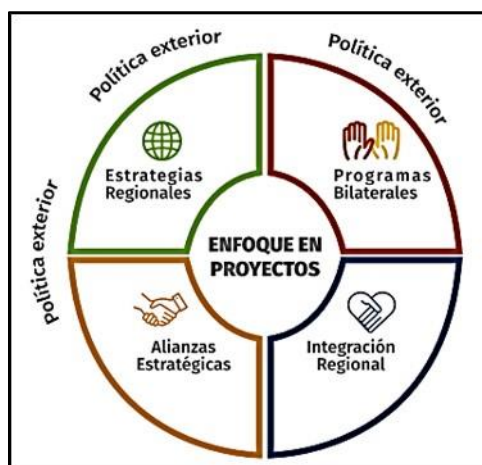 Política exterior
Política exterior
Política exterior
Estrategias
Regionales
Programas
Bilaterales
ENFOQUE EN
PROYECTOS
Alianzas
Estratégicas
Integración
Regional